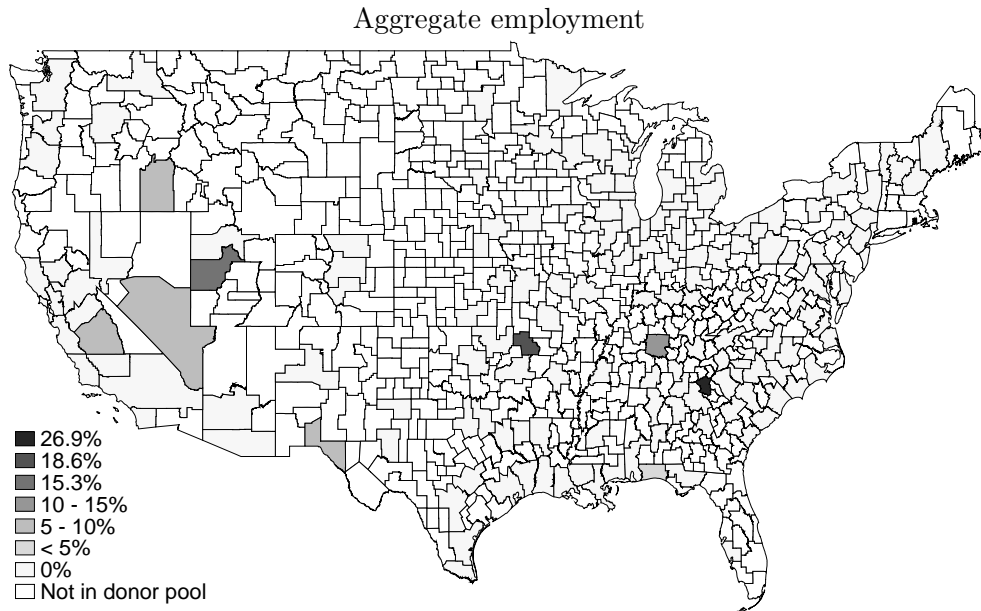 Aggregate employment
26.9%
18.6%
15.3%
10 - 15%
5 - 10%
< 5%
0%
Not in donor pool